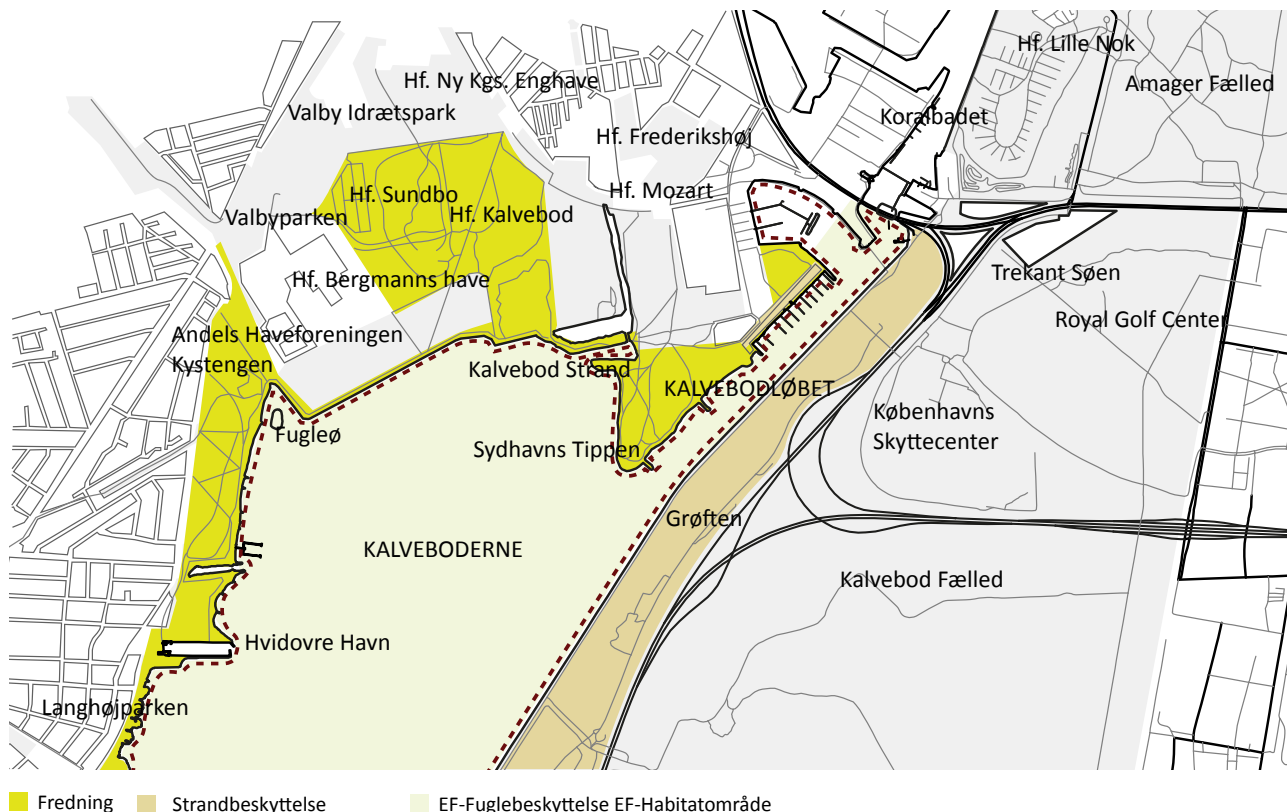 Hf. Lille Nok
Hf. Ny Kgs. Enghave
Amager Fælled
Valby Idrætspark
Koralbadet
Hf. Frederikshøj
Hf. Mozart
Hf. Sundbo
Hf. Kalvebod
Valbyparken
Trekant Søen
Hf. Bergmanns have
Royal Golf Center
Andels Haveforeningen
Kystengen
Kalvebod Strand
KALVEBODLØBET
Københavns
Skyttecenter
Fugleø
Sydhavns Tippen
Grøften
KALVEBODERNE
Kalvebod Fælled
Hvidovre Havn
Langhøjparken
Fredning
Strandbeskyttelse
EF-Fuglebeskyttelse EF-Habitatområde